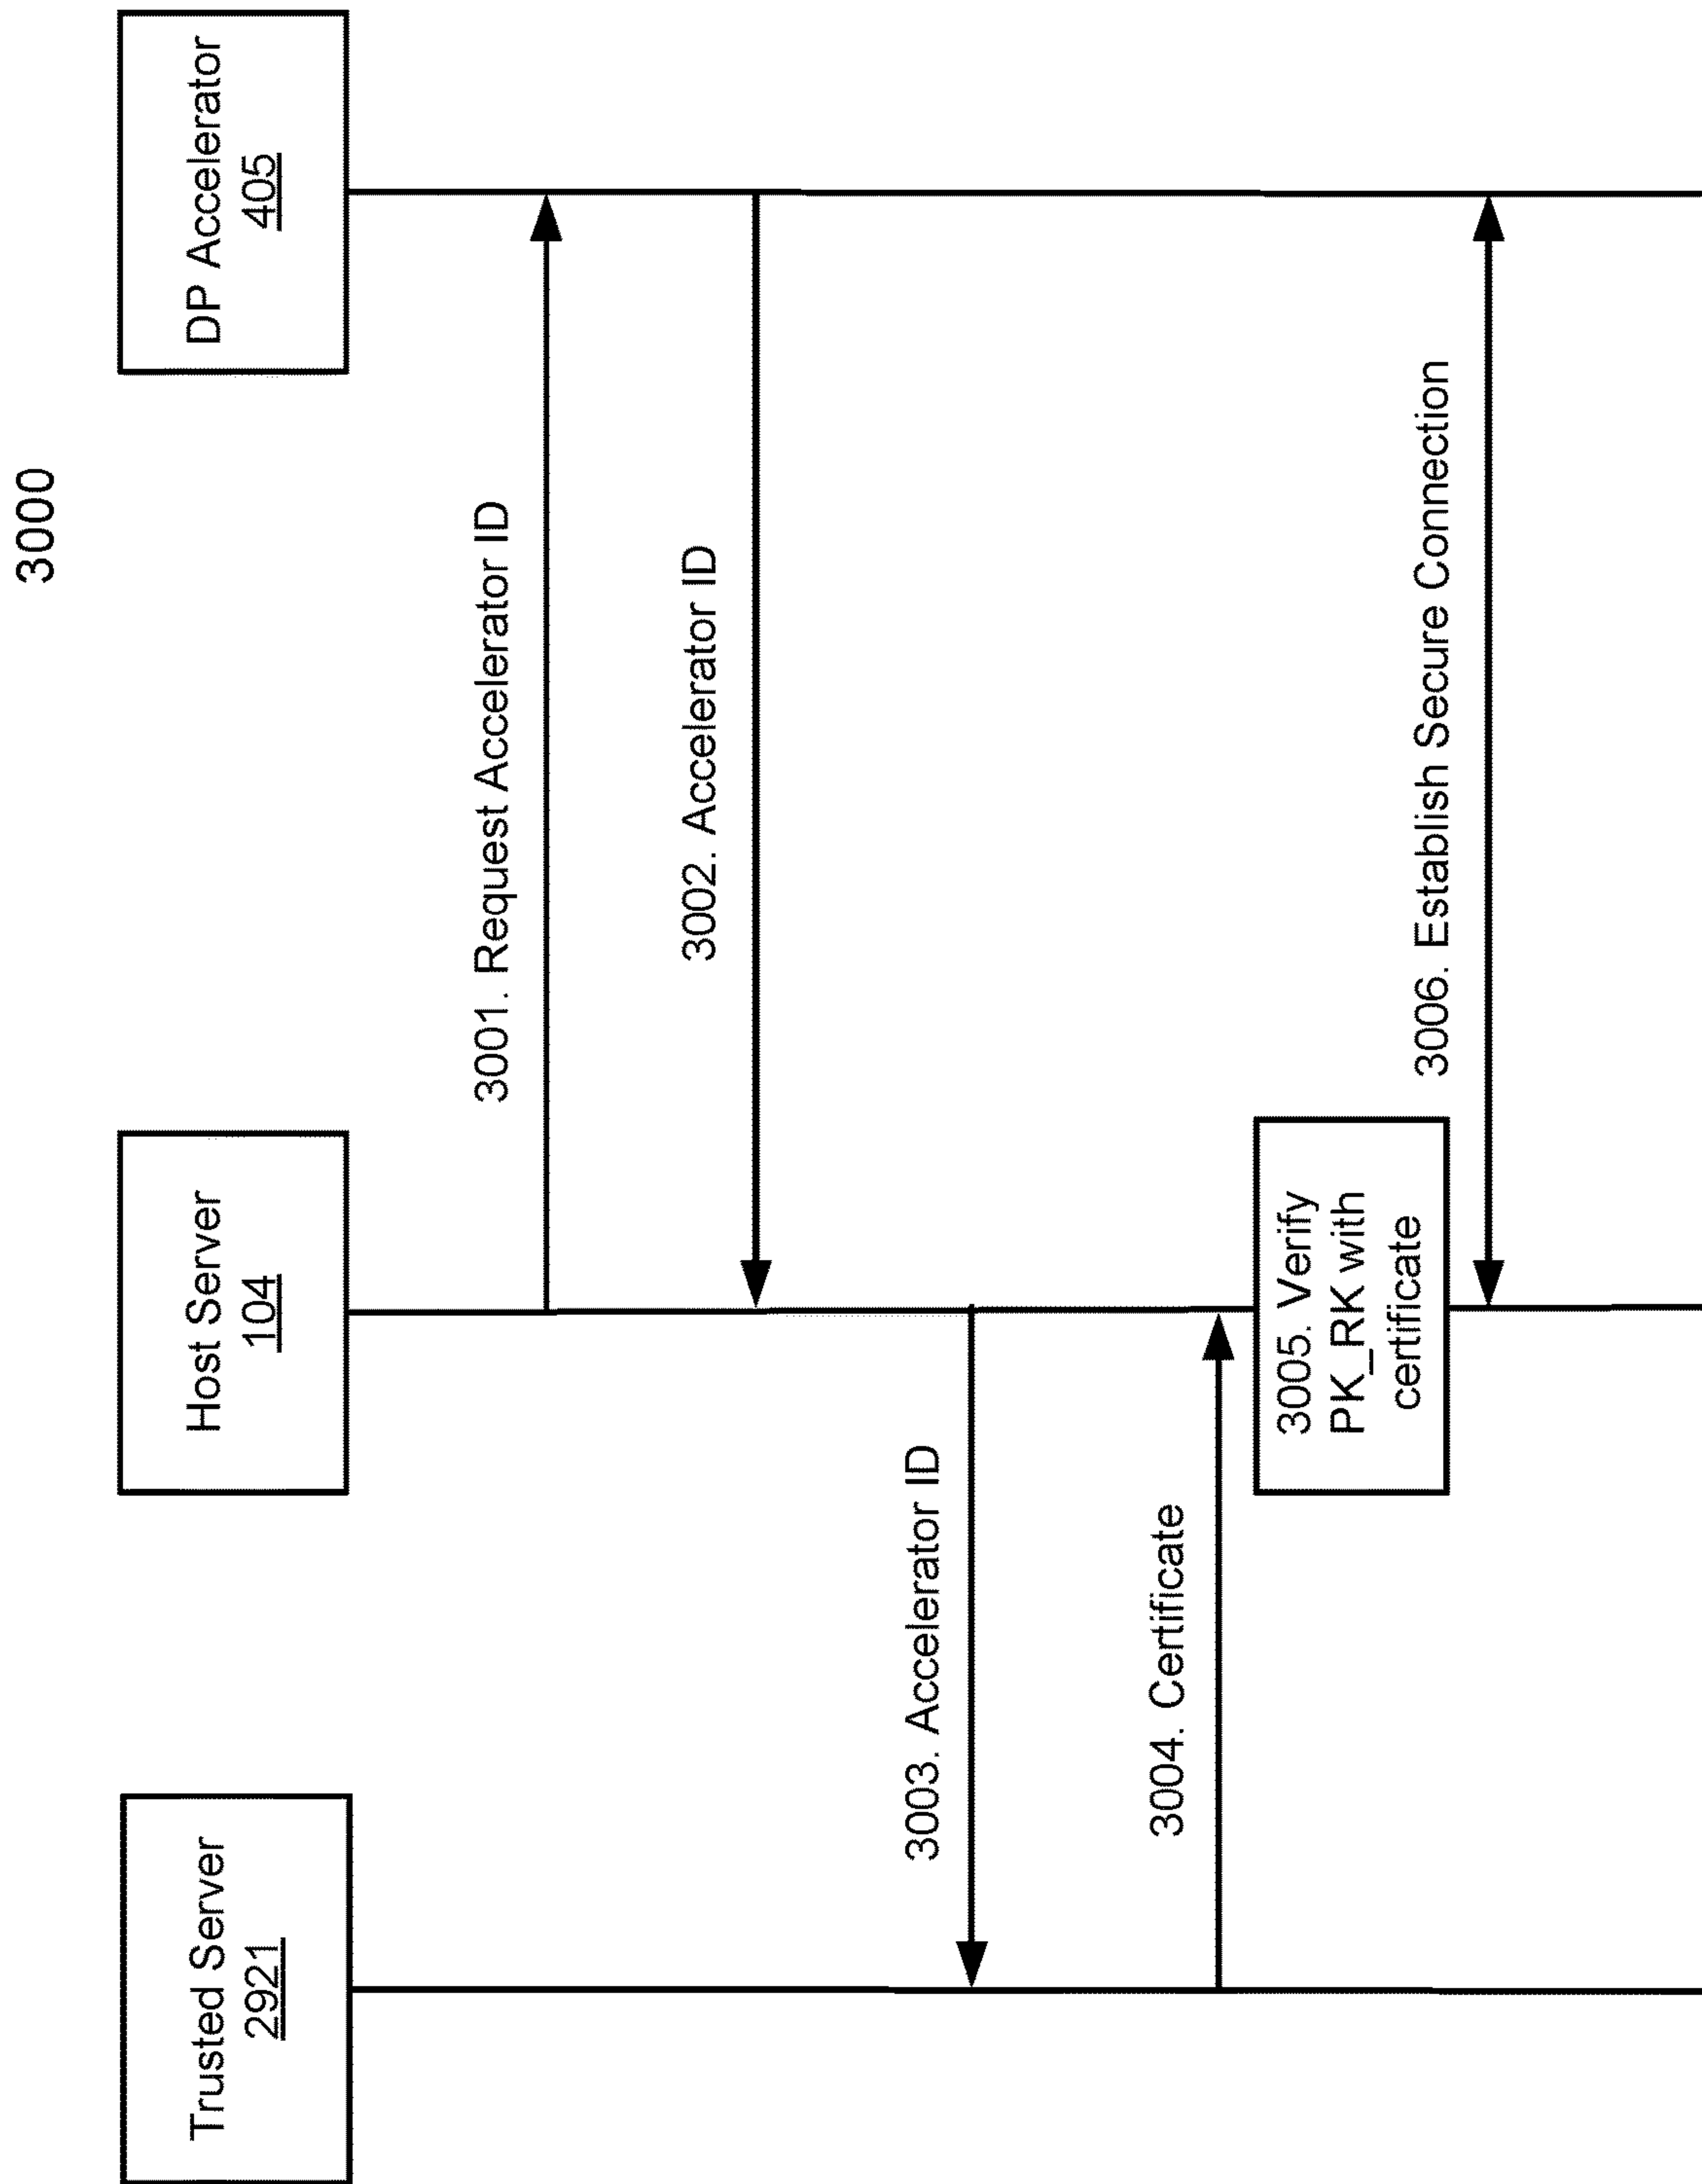 3000
Trusted Server
2921
Host Server
104
DP Accelerator
405
3001. Request Accelerator ID
3002. Accelerator ID
3003. Accelerator ID
3004. Certificate
3005. Verify
PK_RK with
certificate
3006. Establish Secure Connection